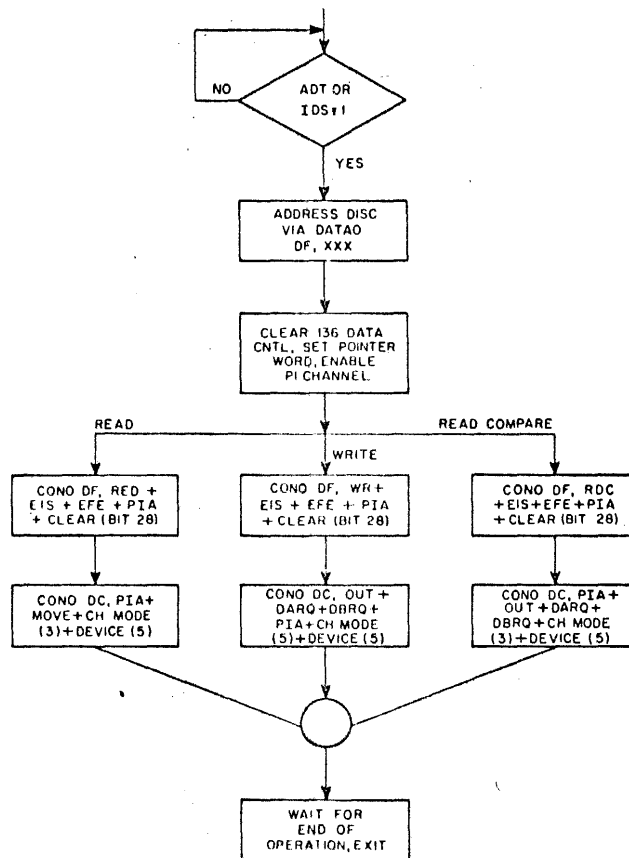 ADT OR
IDS=1
NO
YES
ADDRESS DISC
VIA DATAO
DF, XXX
CLEAR 136 DATA
CNTL, SET POINTER
WORD, ENABLE
PI CHANNEL
READ
WRITE
READ COMPARE
CONO DF, RED +
EIS + EFE + PIA
+ CLEAR (BIT 28)
CONO DF, WR+
EIS + EFE + PIA
+ CLEAR (BIT 28)
CONO DF, RDC
+EIS+EFE+PIA
+ CLEAR (BIT 28)
CONO DC, PIA+
MOVE+CH MODE
(3)+DEVICE (5)
CONO DC, OUT+
DARQ+DBRQ+
PIA+CH MODE
(5)+DEVICE (5)
CONO DC, PIA+
OUT+DARQ+
DBRQ+CH MODE
(3)+DEVICE (5)
WAIT FOR
END OF
OPERATION, EXIT